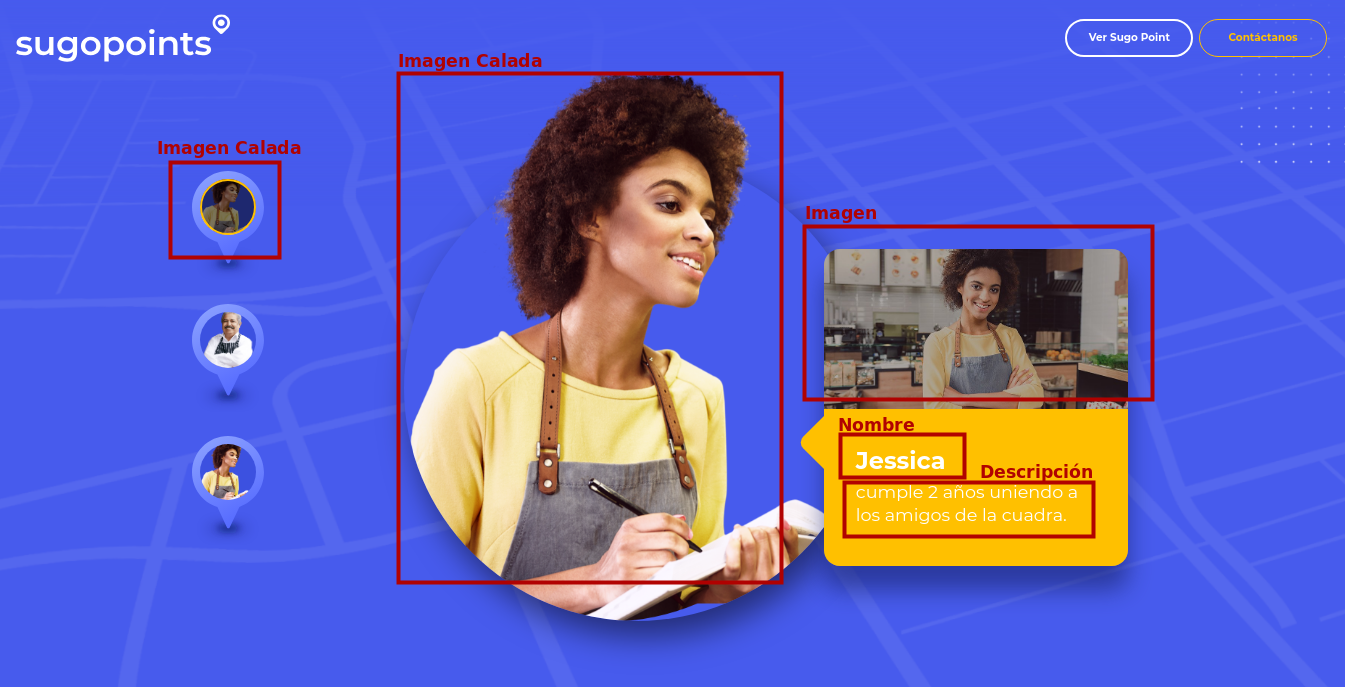 sugopoints
Ver Sugo Point
Contáctanos
Imagen Calada
Imagen Calada
Imagen
Nombre
Jessica
Descripción
cumple 2 años uniendo a
los amigos de la cuadra.